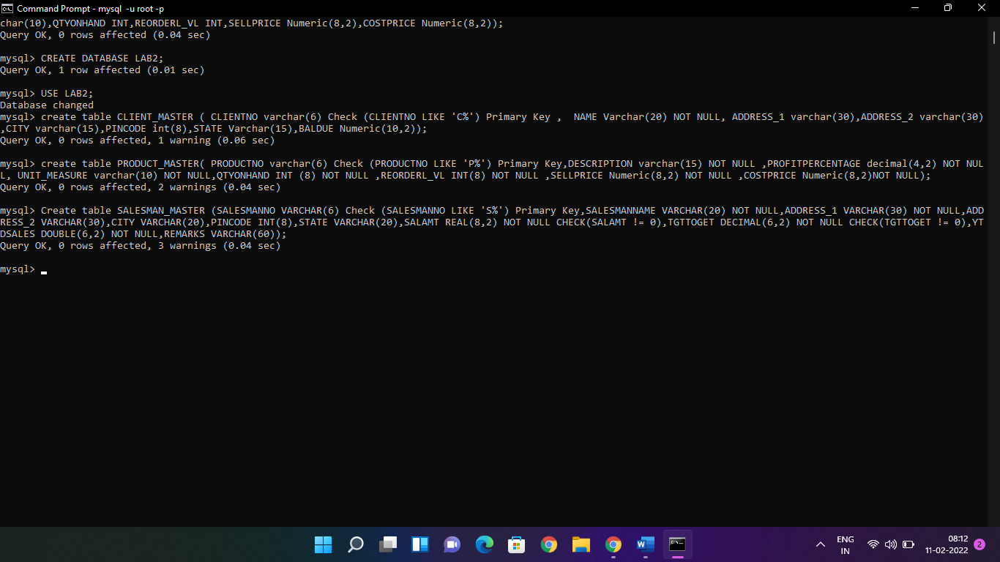 Command Prompt - mysql -u root -p
char(10),QTYONHAND INT,REORDERL_VL INT,SELLPRICE Numeric(8,2),COSTPRICE Numeric(8,2));
Query OK, 0 rows affected (0.04 sec)
mysql> CREATE DATABASE LAB2;
Query OK, 1 row affected (0.01 sec)
mysql> USE LAB2;
Database changed
mysql> create table CLIENT_MASTER ( CLIENTNO varchar(6) Check (CLIENTNO LIKE 'C%') Primary Key ,  NAME Varchar(20) NOT NULL, ADDRESS_1 varchar(30),ADDRESS_2 varchar(30)
,CITY varchar(15),PINCODE int(8),STATE Varchar(15),BALDUE Numeric(10,2));
Query OK, 0 rows affected, 1 warning (0.06 sec)
mysql> create table PRODUCT_MASTER( PRODUCTNO varchar(6) Check (PRODUCTNO LIKE 'P%') Primary Key,DESCRIPTION varchar(15) NOT NULL ,PROFITPERCENTAGE decimal(4,2) NOT NUL
L, UNIT_MEASURE varchar(10) NOT NULL,QTYONHAND INT (8) NOT NULL ,REORDERL_VL INT(8) NOT NULL ,SELLPRICE Numeric(8,2) NOT NULL ,COSTPRICE Numeric(8,2)NOT NULL);
Query OK, 0 rows affected, 2 warnings (0.04 sec)
mysql> Create table SALESMAN_MASTER (SALESMANNO VARCHAR(6) Check (SALESMANNO LIKE 'S%') Primary Key,SALESMANNAME VARCHAR(20) NOT NULL,ADDRESS_1 VARCHAR(30) NOT NULL,ADD
RESS_2 VARCHAR(30),CITY VARCHAR(20),PINCODE INT(8),STATE VARCHAR(20),SALAMT REAL(8,2) NOT NULL CHECK(SALAMT != 0),TGTTOGET DECIMAL(6,2) NOT NULL CHECK(TGTTOGET != 0),YT
DSALES DOUBLE(6,2) NOT NULL,REMARKS VARCHAR(60));
Query OK, 0 rows affected, 3 warnings (0.04 sec)
mysql>
ENG
IN
08:12
11-02-2022
2